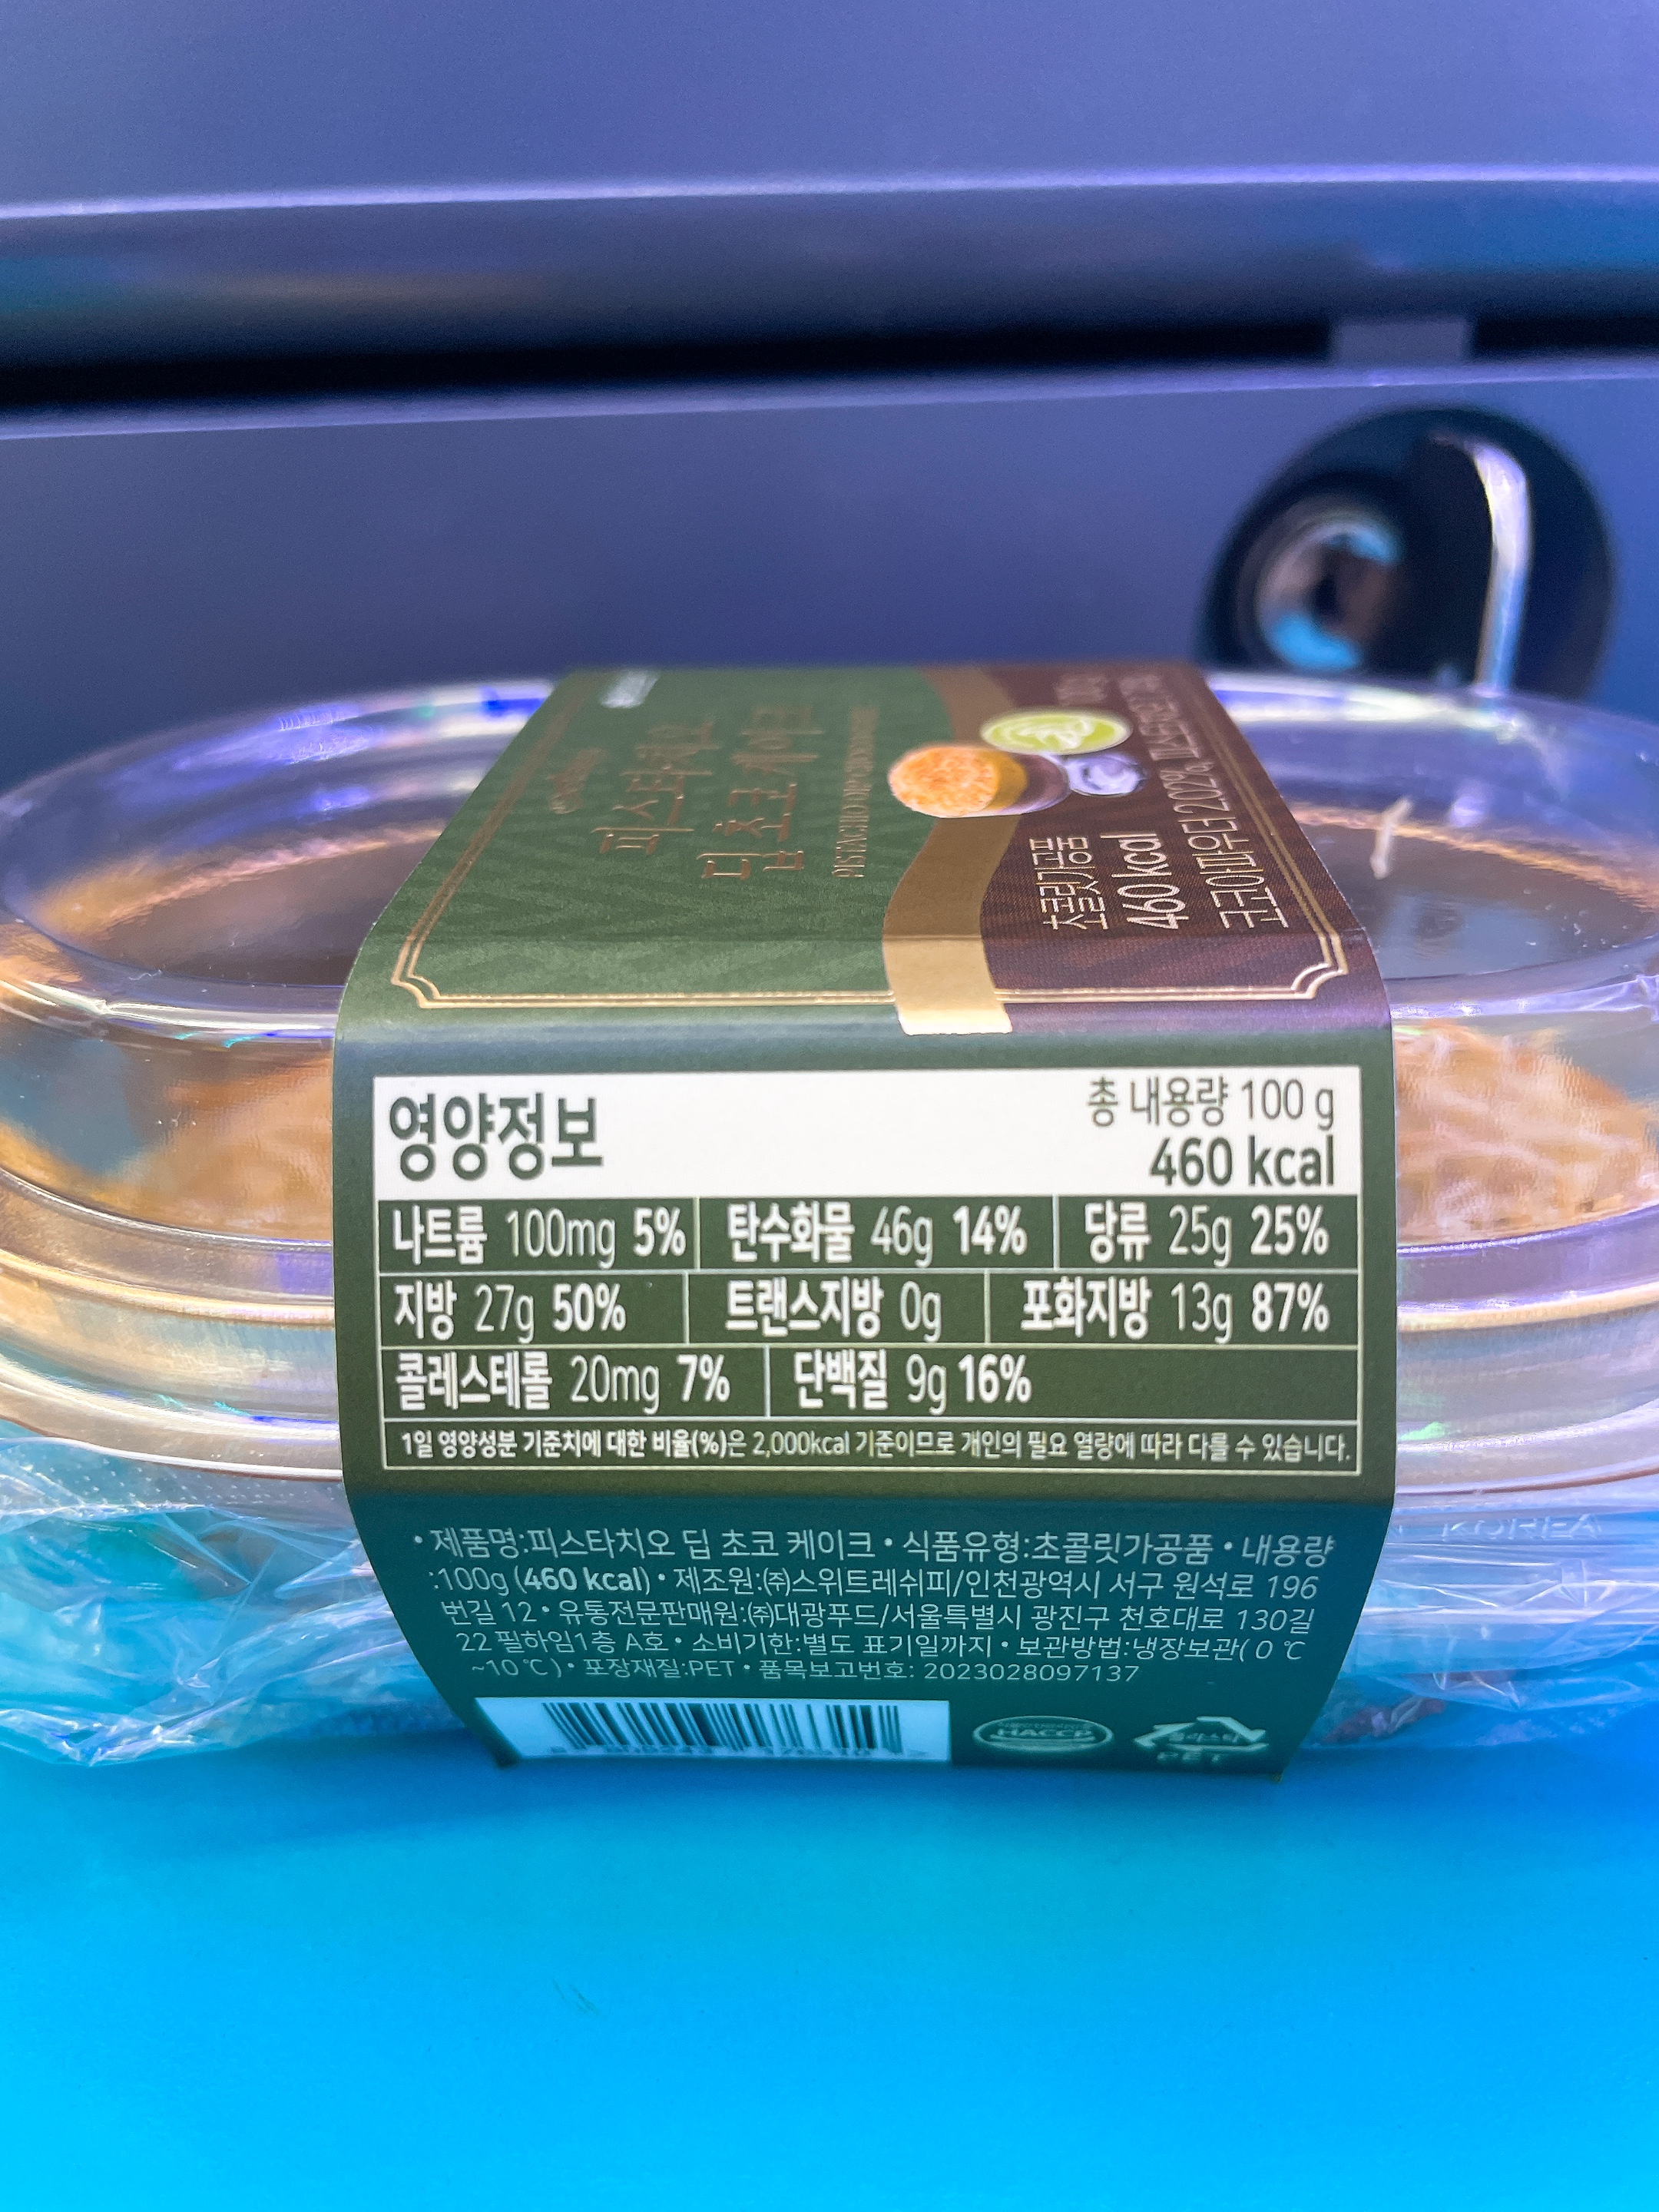 피스타치오
딥초코케이크
초콜릿가공품
460 kcal
영양정보
총 내용량 100 g
460 kcal
나트륨 100mg 5% 탄수화물 46g 14% 당류 25g 25%
지방 27g 50% 트랜스지방 0g 포화지방 13g 87%
콜레스테롤 20mg 7% 단백질 9g 16%
1일 영양성분 기준치에 대한 비율(%)은 2,000kcal 기준이므로 개인의 필요 열량에 따라 다를 수 있습니다.
• 제품명:피스타치오 딥 초코 케이크 • 식품유형:초콜릿가공품 • 내용량
:100g (460 kcal) • 제조원:㈜스위트레쉬피/인천광역시 서구 원석로 196
번길 12 • 유통전문판매원:㈜대광푸드/서울특별시 광진구 천호대로 130길
22 필하임1층 A호 • 소비기한:별도 표기일까지 • 보관방법:냉장보관( 0 ℃
~10 ℃ ) • 포장재질:PET • 품목보고번호: 2023028097137
HACCP
플라스틱
PET